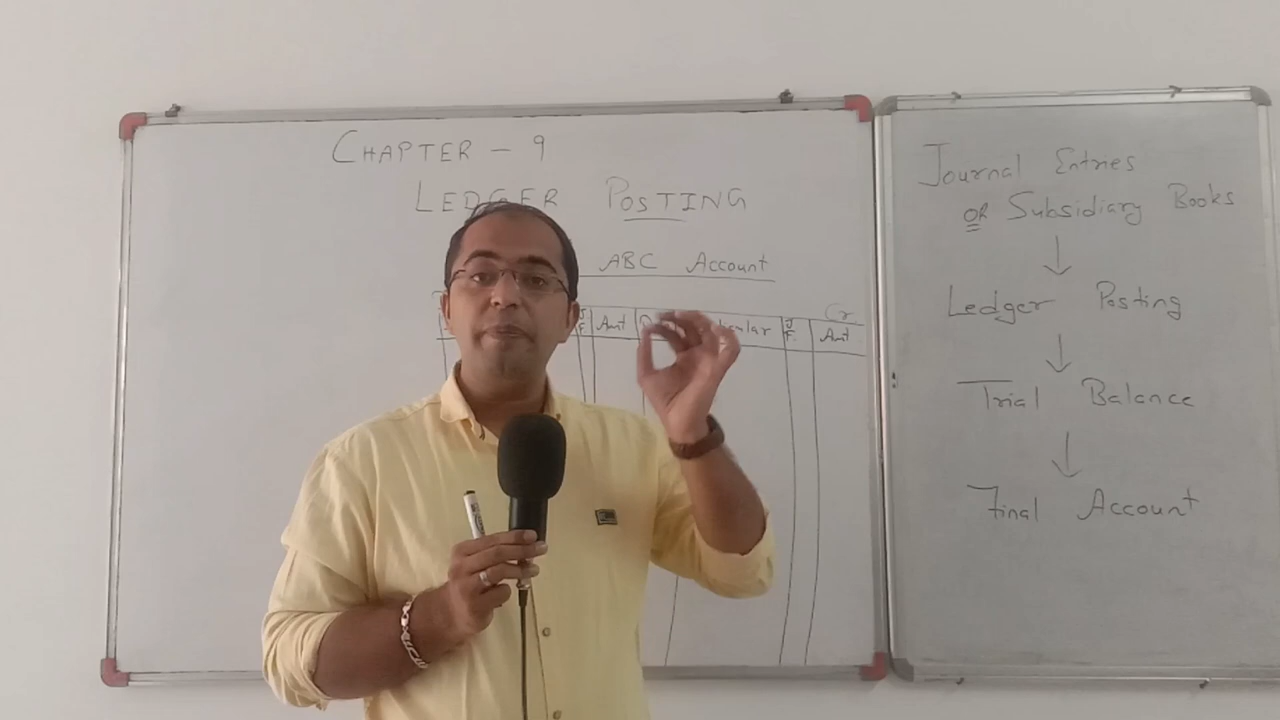 CHAPTER - 9
LEDGER POSTING
ABC Account
Cr
J F. Amt J F. Amt
Journal Entries
OR Subsidiary Books
↓
Ledger Posting
↓
Trial Balance
↓
Final Account